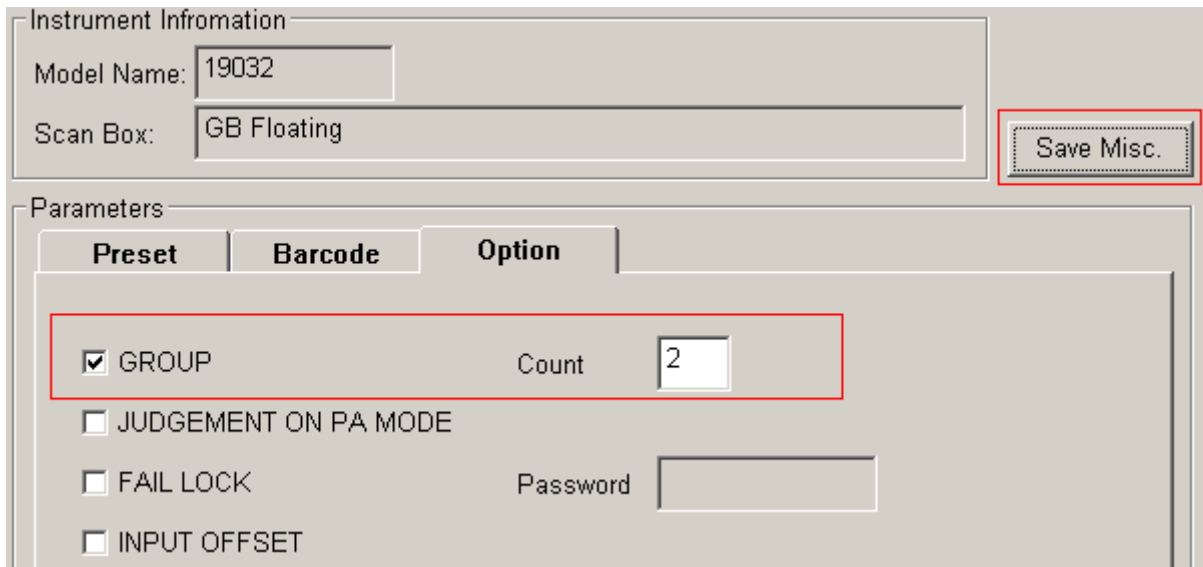 Instrument Infromation
Model Name: 19032
Scan Box: GB Floating
Save Misc.
Parameters
Preset Barcode Option
GROUP Count 2
JUDGEMENT ON PA MODE
FAIL LOCK Password
INPUT OFFSET